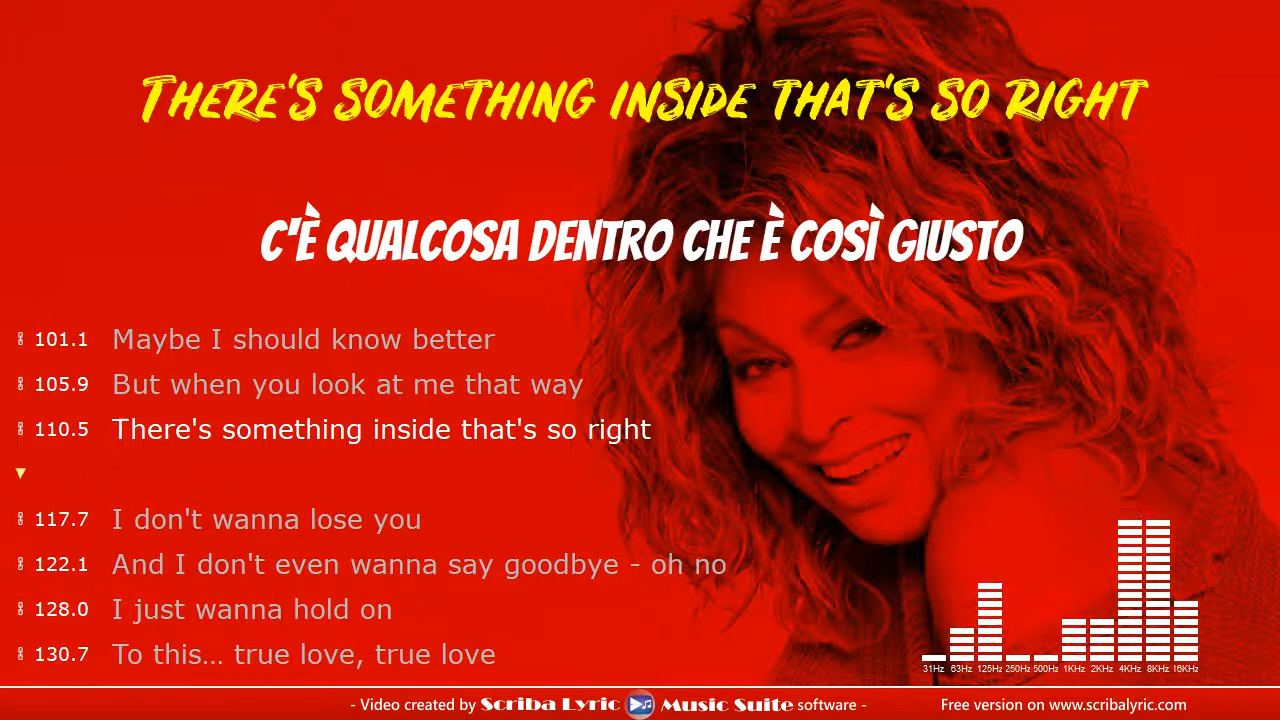 THERE'S SOMETHING INSIDE THAT'S SO RIGHT
C'È QUALCOSA DENTRO CHE È COSÌ GIUSTO
101.1 Maybe I should know better
105.9 But when you look at me that way
110.5 There's something inside that's so right
117.7 I don't wanna lose you
122.1 And I don't even wanna say goodbye - oh no
128.0 I just wanna hold on
130.7 To this... true love, true love
31Hz 63Hz 125Hz 250Hz 500Hz 1KHz 2KHz 4KHz 8KHz 16KHz
- Video created by Scriba Lyric Music Suite software - Free version on www.scribalyric.com